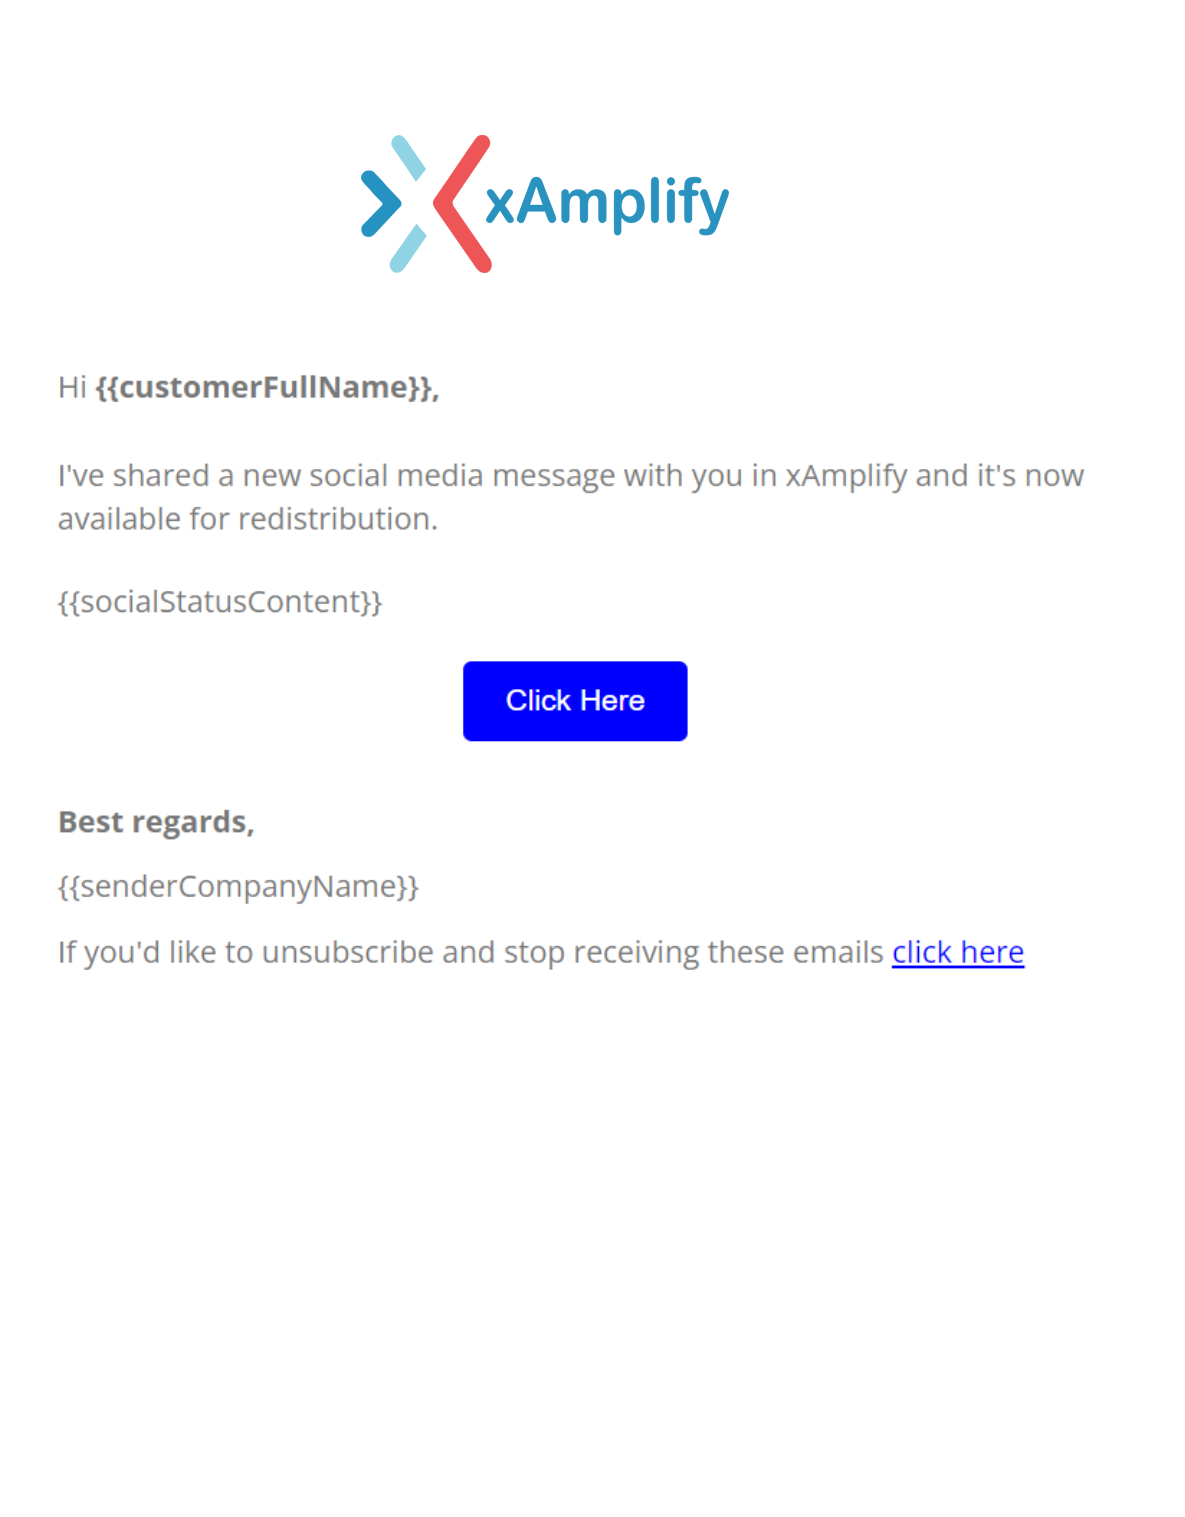 xAmplify
Hi {{customerFullName}},
I've shared a new social media message with you in xAmplify and it's now
available for redistribution.
{{socialStatusContent}}
Click Here
Best regards,
{{senderCompanyName}}
If you'd like to unsubscribe and stop receiving these emails click here